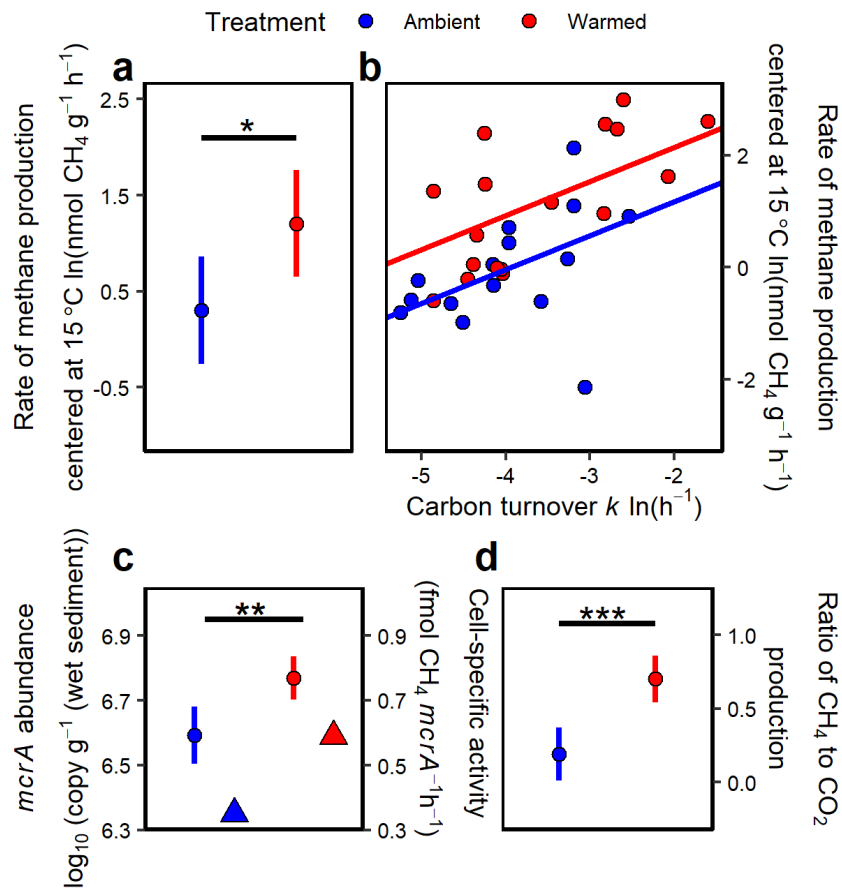 Treatment Ambient Warmed
a
Rate of methane production
centered at 15 °C ln(nmol CH₄ g⁻¹ h⁻¹)
2.5
1.5
0.5
-0.5
*
b
2
0
-2
centered at 15 °C ln(nmol CH₄ g⁻¹ h⁻¹)
Rate of methane production
-5 -4 -3 -2
Carbon turnover k ln(h⁻¹)
c
mcrA abundance
log₁₀ (copy g⁻¹ (wet sediment))
6.9
6.7
6.5
6.3
**
0.9
0.7
0.5
0.3
(fmol CH₄ mcrA⁻¹h⁻¹)
Cell-specific activity
d
***
1.0
0.5
0.0
production
Ratio of CH₄ to CO₂